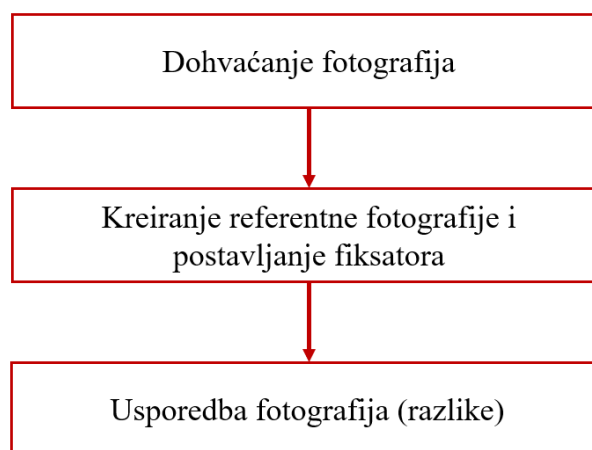 Dohvaćanje fotografija
Kreiranje referentne fotografije i
postavljanje fiksatora
Usporedba fotografija (razlike)